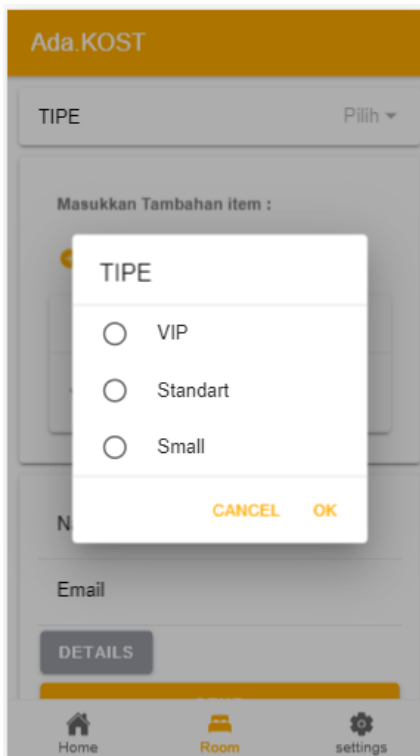 Ada.KOST
TIPE Pilih
Masukkan Tambahan item :
TIPE
VIP
Standart
Small
CANCEL OK
Email
DETAILS
Home Room settings